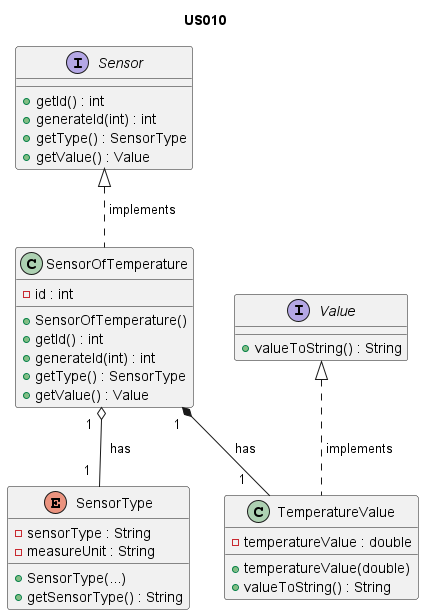 US010
I Sensor
getId() : int
generateId(int) : int
getType() : SensorType
getValue() : Value
implements
C SensorOfTemperature
id : int
SensorOfTemperature()
getId() : int
generateId(int) : int
getType() : SensorType
getValue() : Value
I Value
valueToString() : String
1
has
1
1
has
1
implements
E SensorType
sensorType : String
measureUnit : String
SensorType(...)
getSensorType() : String
C TemperatureValue
temperatureValue : double
temperatureValue(double)
valueToString() : String